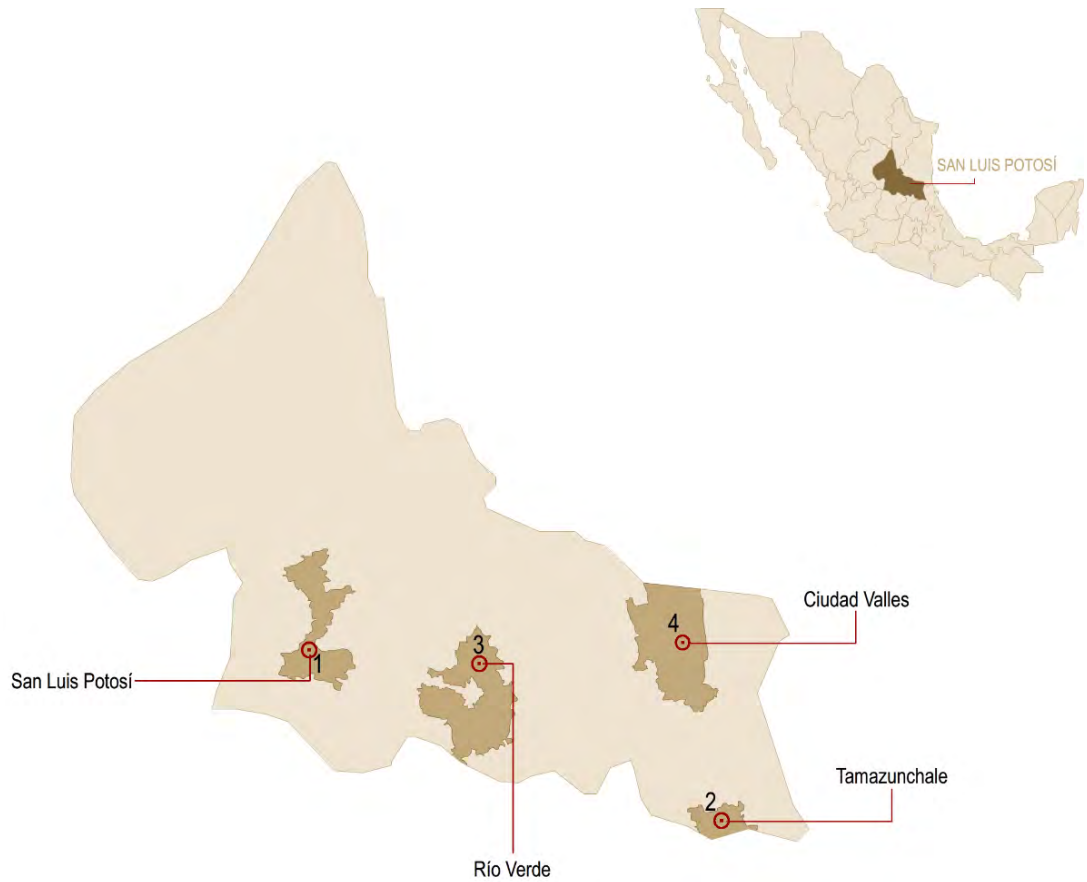 SAN LUIS POTOSÍ
Ciudad Valles
4
3
San Luis Potosí
1
Tamazunchale
2
Río Verde